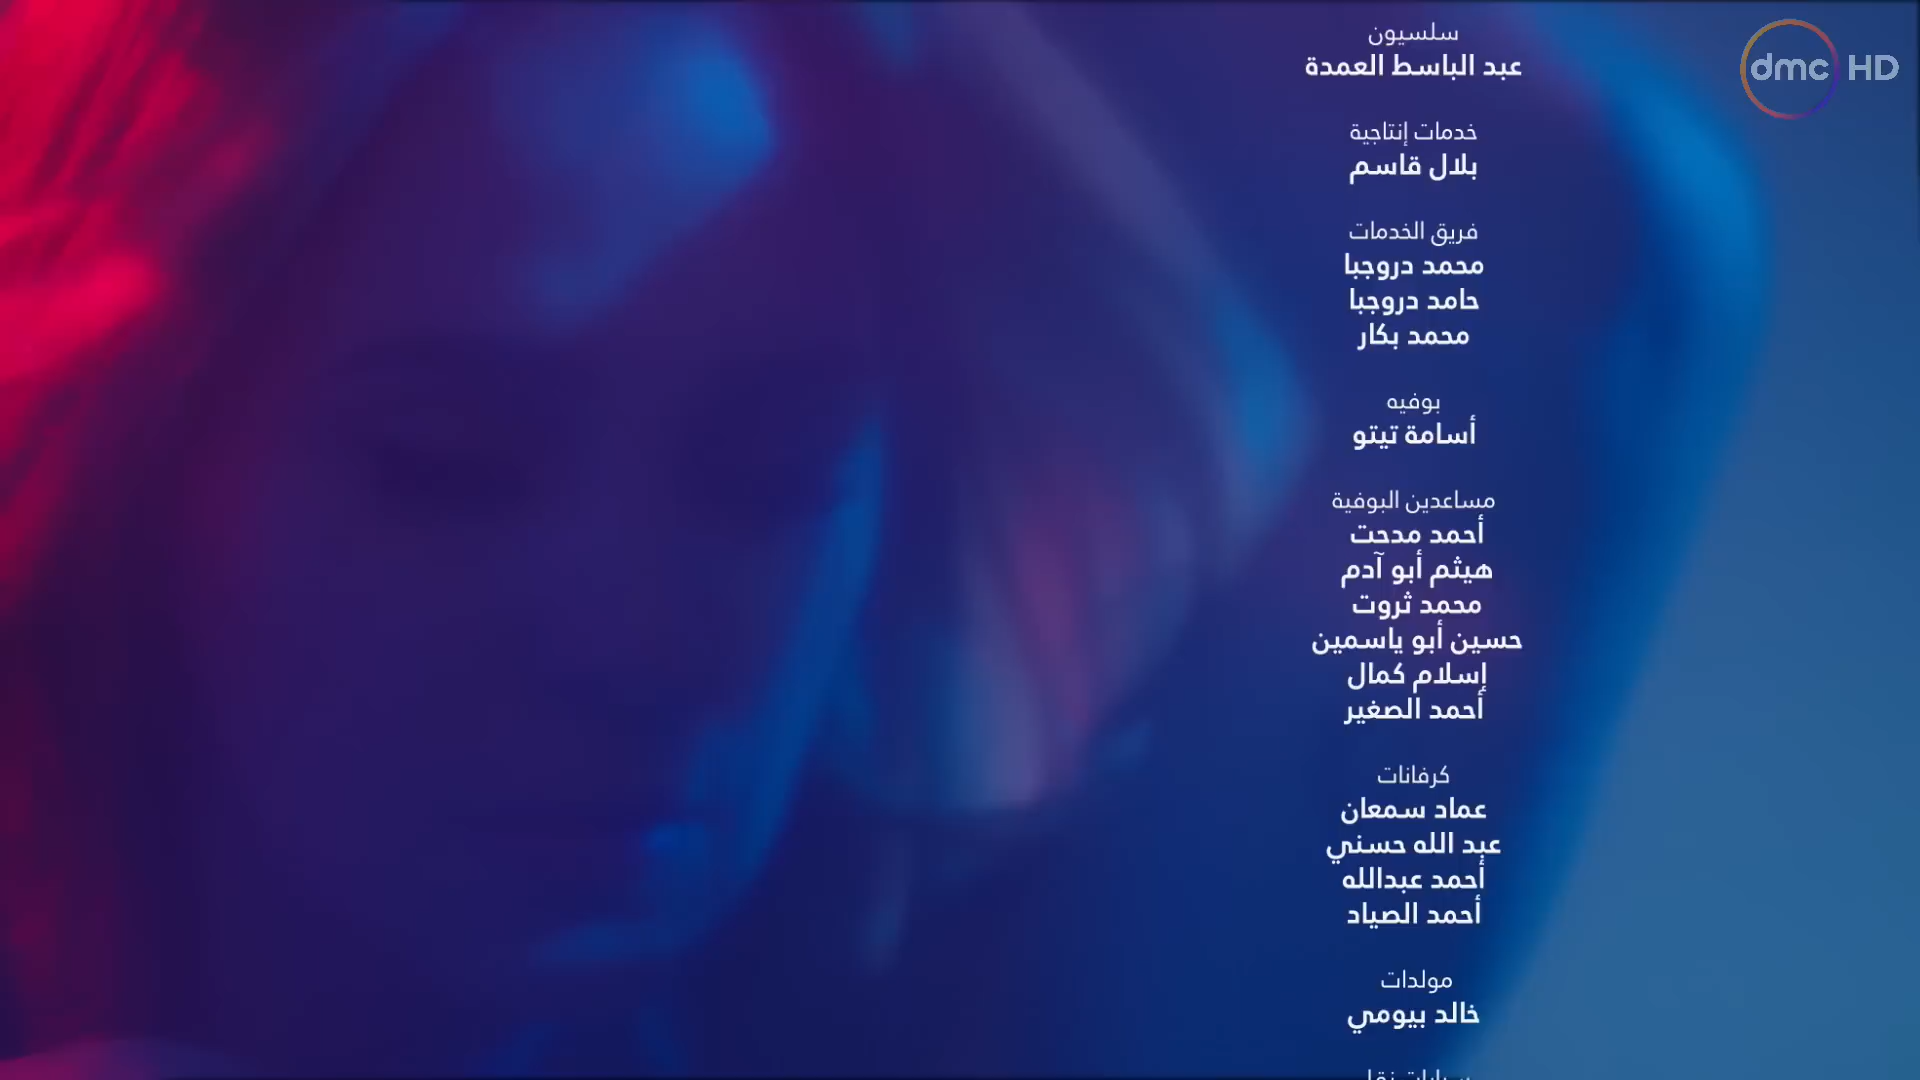 سلسيون
عبد الباسط العمدة
dmc HD
خدمات إنتاجية
بلال قاسم
فريق الخدمات
محمد دروجبا
حامد دروجبا
محمد بكار
بوفيه
أسامة تيتو
مساعدين البوفية
أحمد مدحت
هيثم أبو آدم
محمد ثروت
حسين أبو ياسمين
إسلام كمال
أحمد الصغير
كرفانات
عماد سمعان
عبد الله حسني
أحمد عبدالله
أحمد الصياد
مولدات
خالد بيومي